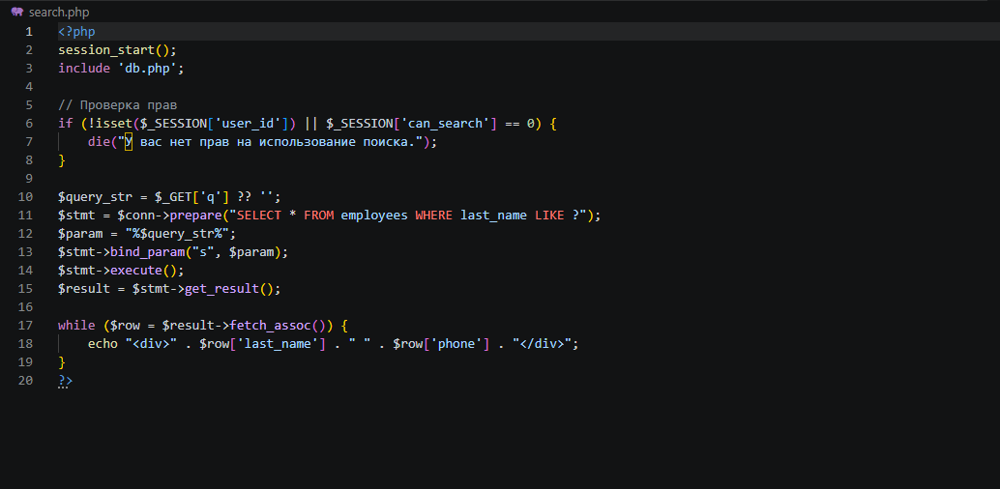 search.php
1 <?php
2 session_start();
3 include 'db.php';
4
5 // Проверка прав
6 if (!isset($_SESSION['user_id']) || $_SESSION['can_search'] == 0) {
7     die("У вас нет прав на использование поиска.");
8 }
9
10 $query_str = $_GET['q'] ?? '';
11 $stmt = $conn->prepare("SELECT * FROM employees WHERE last_name LIKE ?");
12 $param = "%$query_str%";
13 $stmt->bind_param("s", $param);
14 $stmt->execute();
15 $result = $stmt->get_result();
16
17 while ($row = $result->fetch_assoc()) {
18     echo "<div>" . $row['last_name'] . " " . $row['phone'] . "</div>";
19 }
20 ?>